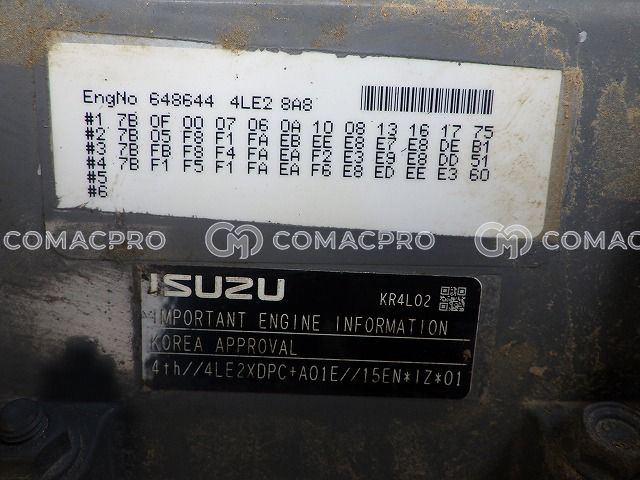 EngNo 648644 4LE2 8A8
#1 7B 0F 00 07 06 0A 10 08 13 16 17 75
#2 7B 05 F8 F1 FA EB EE E8 E7 E8 DE B1
#3 7B FB F8 F4 FA EA F2 E3 E9 E8 DD 51
#4 7B F1 F5 F1 FA EA F6 E8 ED EE E3 60
#5
#6
COMACPRO COMACPRO
ISUZU KR4L02
IMPORTANT ENGINE INFORMATION
KOREA APPROVAL
4th//4LE2XDPC+A01E//15EN*IZ*01